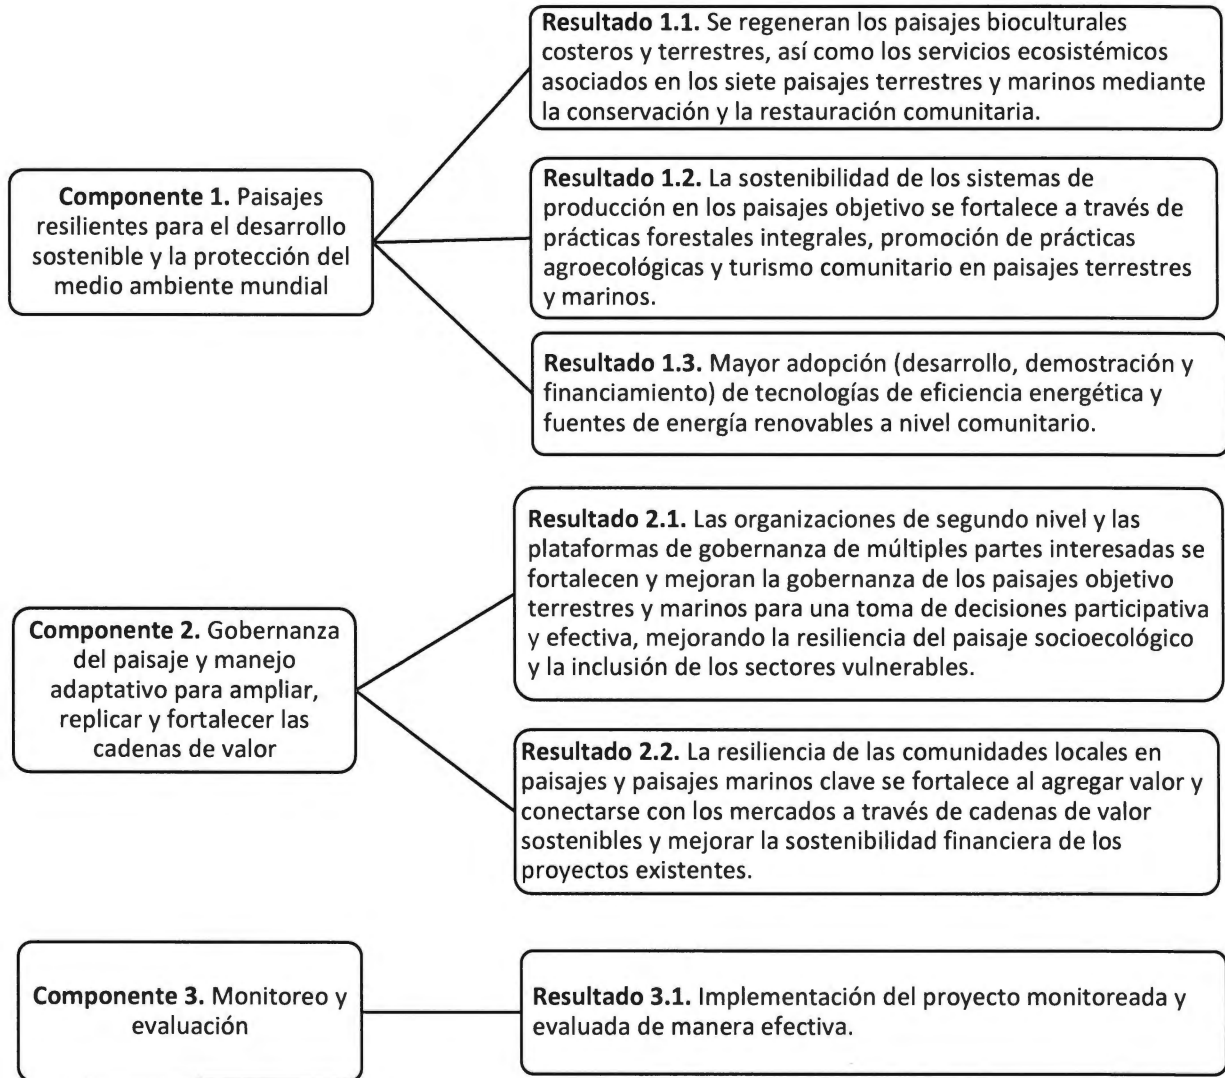 Componente 1. Paisajes
resilientes para el desarrollo
sostenible y la protección del
medio ambiente mundial
Resultado 1.1. Se regeneran los paisajes bioculturales
costeros y terrestres, así como los servicios ecosistémicos
asociados en los siete paisajes terrestres y marinos mediante
la conservación y la restauración comunitaria.
Resultado 1.2. La sostenibilidad de los sistemas de
producción en los paisajes objetivo se fortalece a través de
prácticas forestales integrales, promoción de prácticas
agroecológicas y turismo comunitario en paisajes terrestres
y marinos.
Resultado 1.3. Mayor adopción (desarrollo, demostración y
financiamiento) de tecnologías de eficiencia energética y
fuentes de energía renovables a nivel comunitario.
Componente 2. Gobernanza
del paisaje y manejo
adaptativo para ampliar,
replicar y fortalecer las
cadenas de valor
Resultado 2.1. Las organizaciones de segundo nivel y las
plataformas de gobernanza de múltiples partes interesadas se
fortalecen y mejoran la gobernanza de los paisajes objetivo
terrestres y marinos para una toma de decisiones participativa
y efectiva, mejorando la resiliencia del paisaje socioecológico
y la inclusión de los sectores vulnerables.
Resultado 2.2. La resiliencia de las comunidades locales en
paisajes y paisajes marinos clave se fortalece al agregar valor y
conectarse con los mercados a través de cadenas de valor
sostenibles y mejorar la sostenibilidad financiera de los
proyectos existentes.
Componente 3. Monitoreo y
evaluación
Resultado 3.1. Implementación del proyecto monitoreada y
evaluada de manera efectiva.